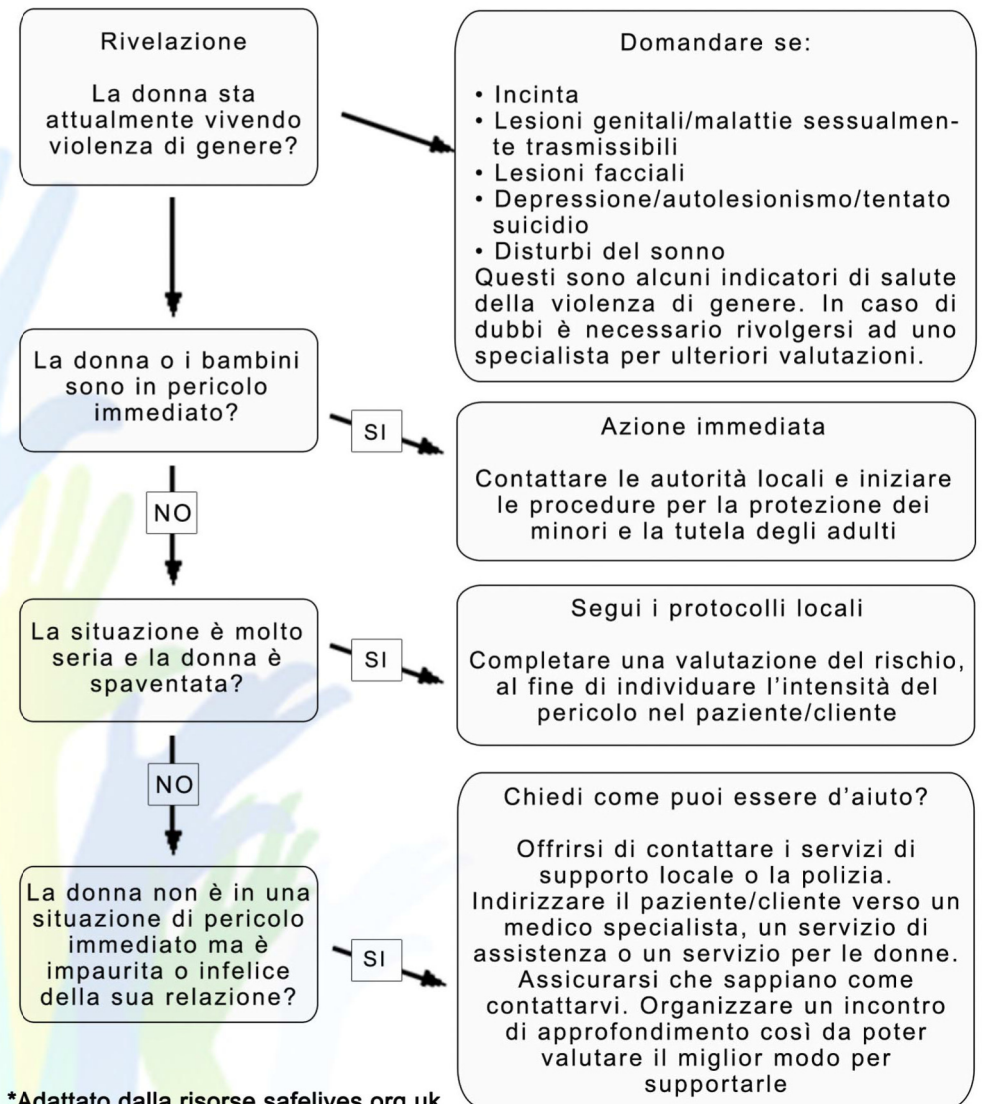 Rivelazione
La donna sta
attualmente vivendo
violenza di genere?
Domandare se:
• Incinta
• Lesioni genitali/malattie sessualmen-
te trasmissibili
• Lesioni facciali
• Depressione/autolesionismo/tentato
suicidio
• Disturbi del sonno
Questi sono alcuni indicatori di salute
della violenza di genere. In caso di
dubbi è necessario rivolgersi ad uno
specialista per ulteriori valutazioni.
La donna o i bambini
sono in pericolo
immediato?
SI
Azione immediata
Contattare le autorità locali e iniziare
le procedure per la protezione dei
minori e la tutela degli adulti
NO
La situazione è molto
seria e la donna è
spaventata?
SI
Segui i protocolli locali
Completare una valutazione del rischio,
al fine di individuare l'intensità del
pericolo nel paziente/cliente
NO
La donna non è in una
situazione di pericolo
immediato ma è
impaurita o infelice
della sua relazione?
SI
Chiedi come puoi essere d'aiuto?
Offrirsi di contattare i servizi di
supporto locale o la polizia.
Indirizzare il paziente/cliente verso un
medico specialista, un servizio di
assistenza o un servizio per le donne.
Assicurarsi che sappiano come
contattarvi. Organizzare un incontro
di approfondimento così da poter
valutare il miglior modo per
supportarle
*Adattato dalla risorse safelives.org.uk